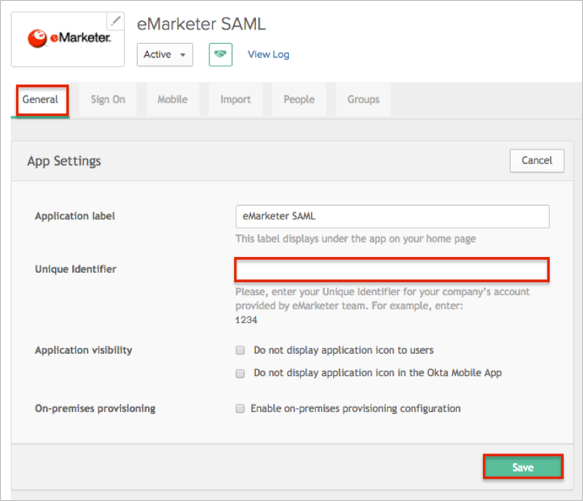 eMarketer.
eMarketer SAML
Active
View Log
General
Sign On
Mobile
Import
People
Groups
App Settings
Cancel
Application label
eMarketer SAML
This label displays under the app on your home page
Unique Identifier
Please, enter your Unique Identifier for your company's account
provided by eMarketer team. For example, enter:
1234
Application visibility
Do not display application icon to users
Do not display application icon in the Okta Mobile App
On-premises provisioning
Enable on-premises provisioning configuration
Save